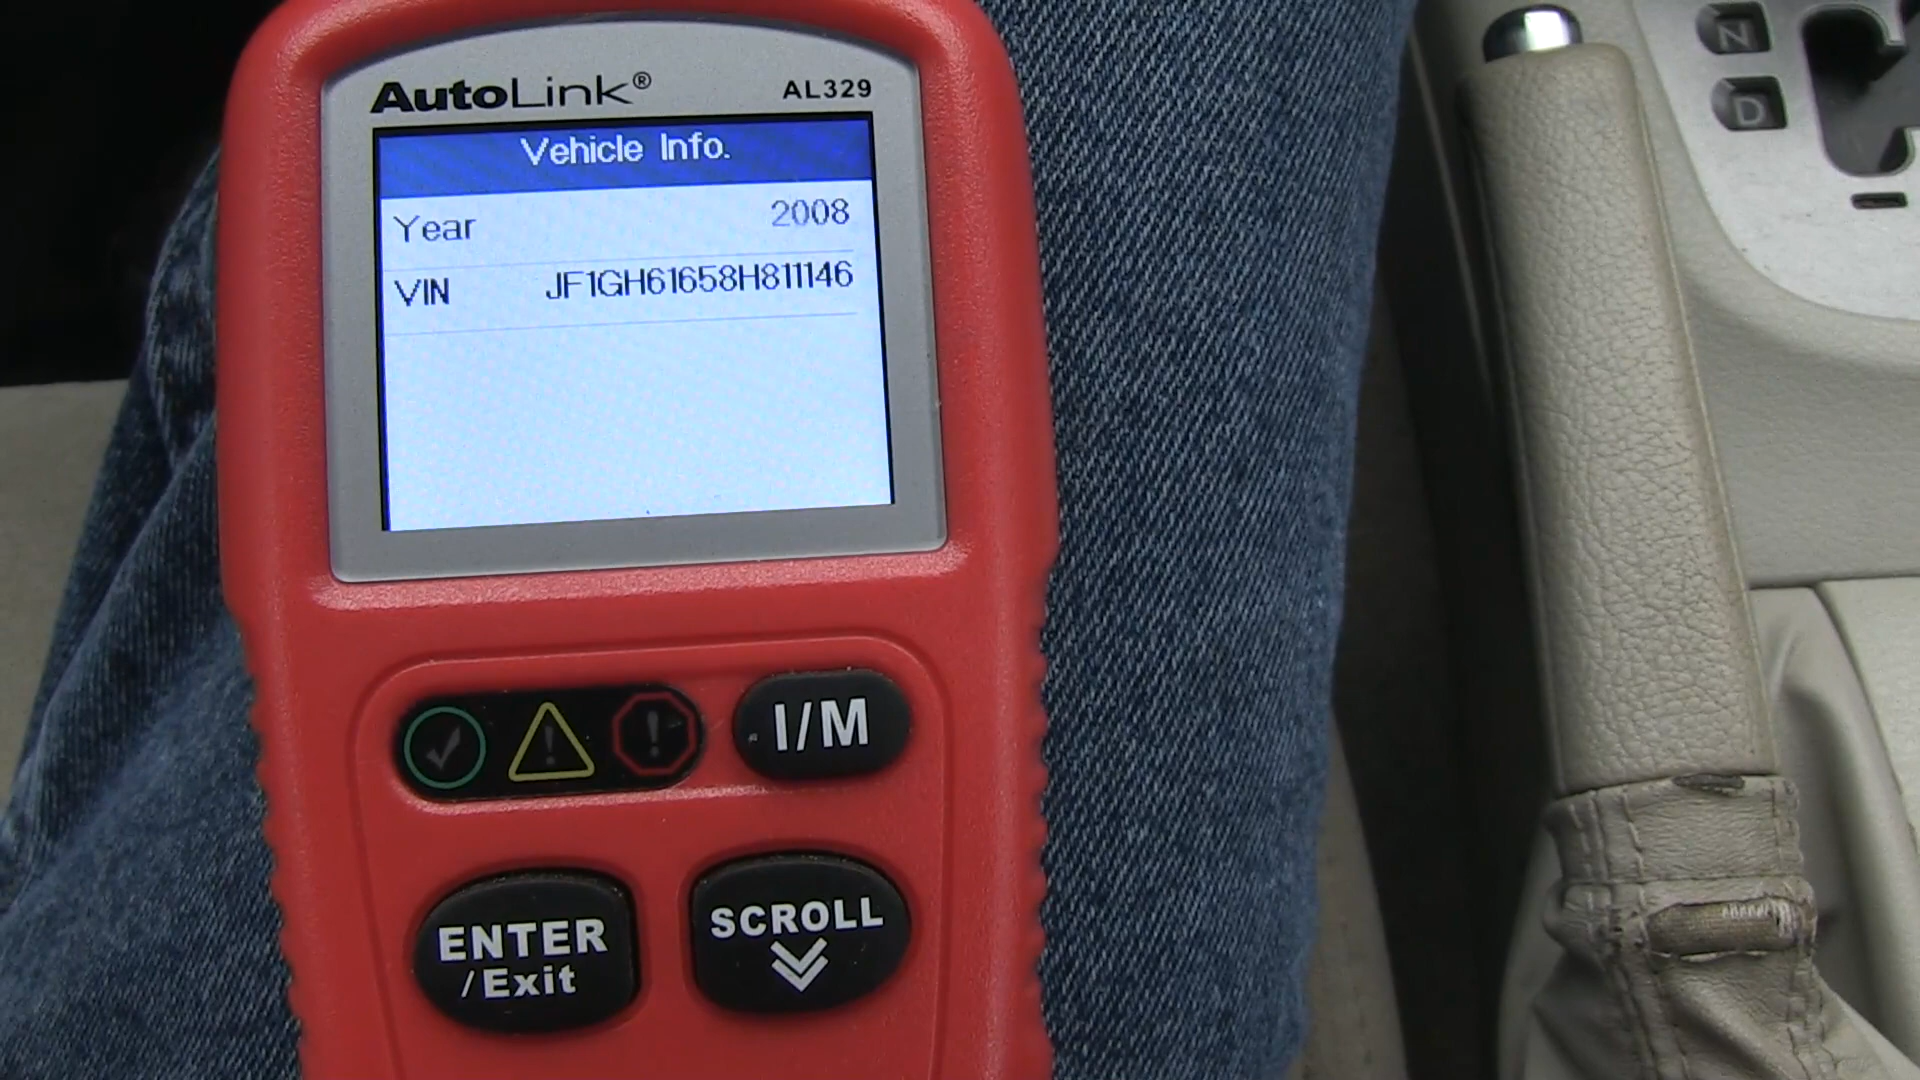 AutoLink® AL329
Vehicle Info.
Year 2008
VIN JF1GH61658H811146
I/M
ENTER
/Exit
SCROLL
N
D